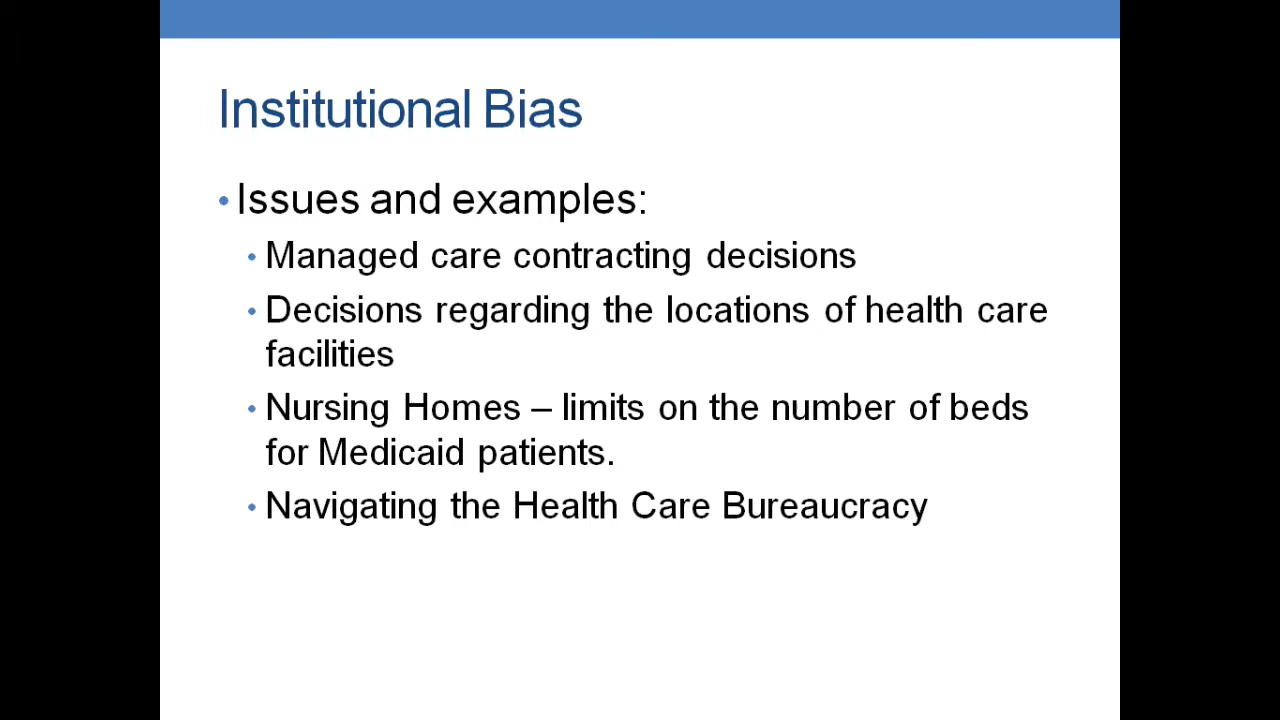 Institutional Bias
• Issues and examples:
• Managed care contracting decisions
• Decisions regarding the locations of health care
facilities
• Nursing Homes – limits on the number of beds
for Medicaid patients.
• Navigating the Health Care Bureaucracy